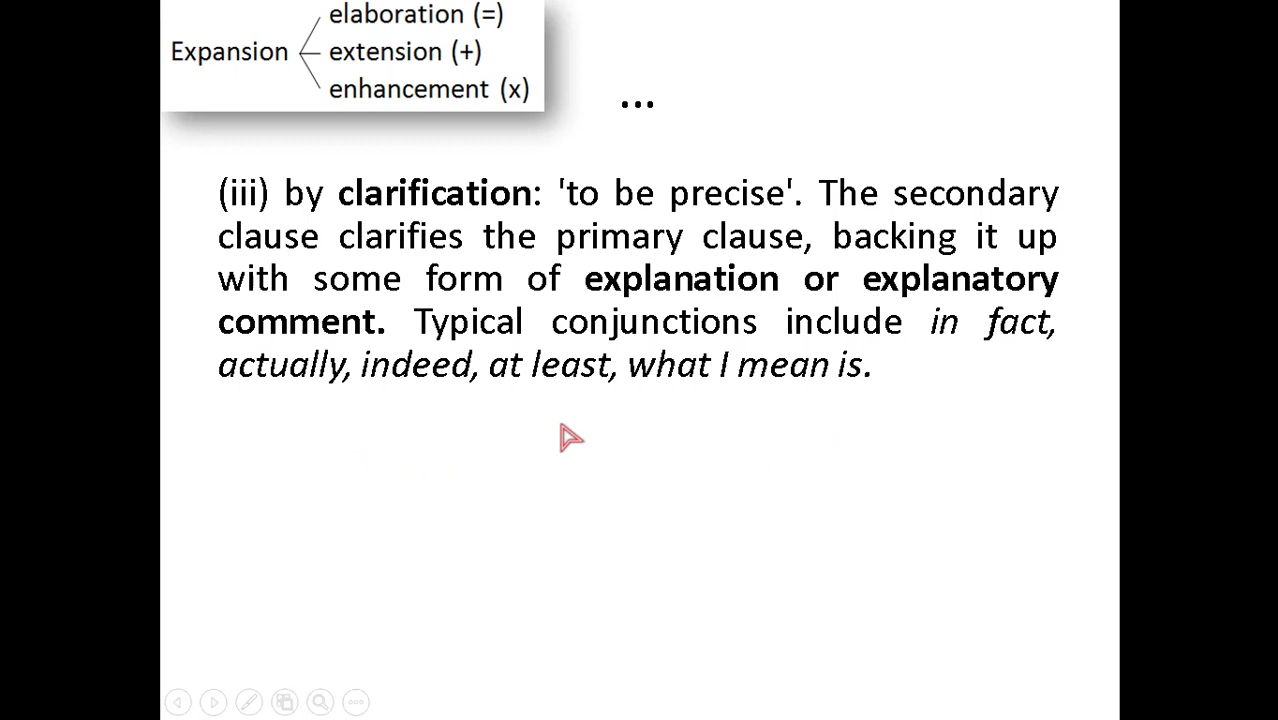 elaboration (=)
Expansion
extension (+)
enhancement (x)
...
(iii) by clarification: 'to be precise'. The secondary
clause clarifies the primary clause, backing it up
with some form of explanation or explanatory
comment. Typical conjunctions include in fact,
actually, indeed, at least, what I mean is.